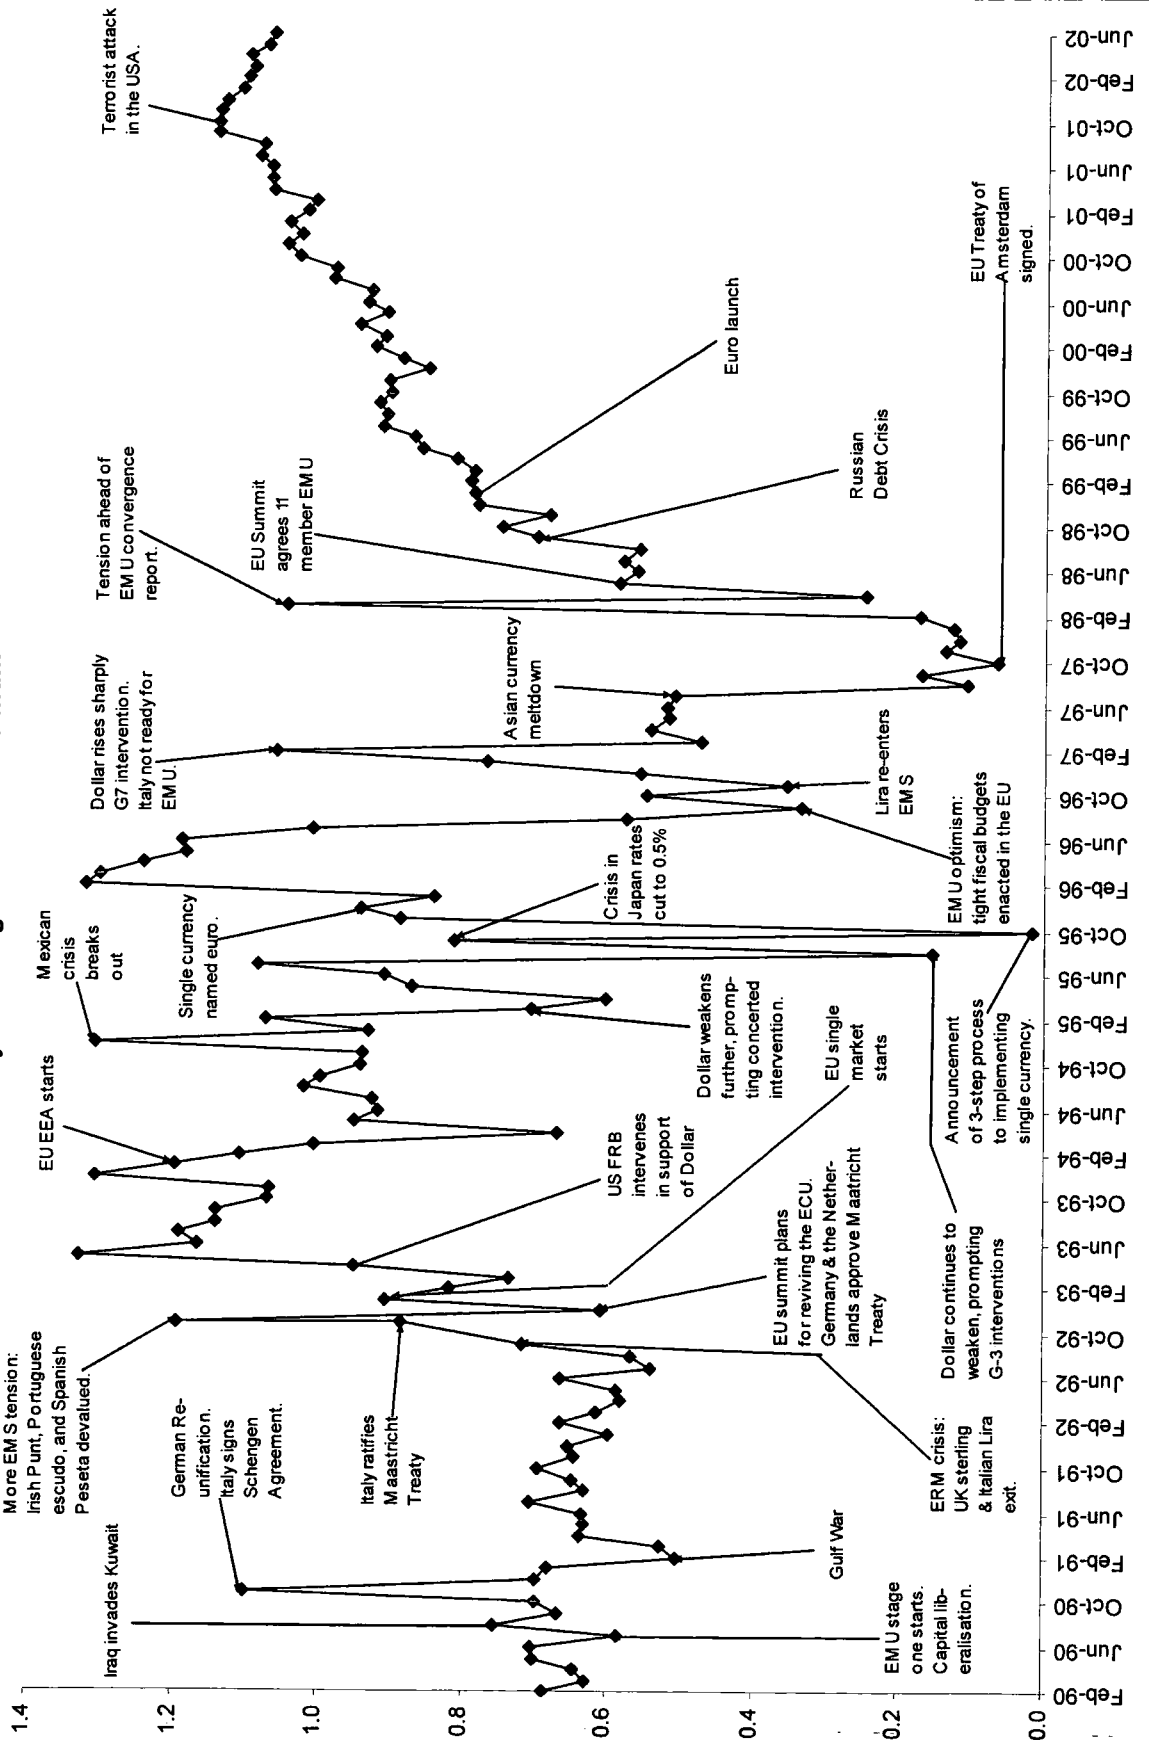 More EMS tension:
Irish Punt, Portuguese
escudo, and Spanish
Peseta devalued.
Iraq invades Kuwait
German Re-
unification.
Italy signs
Schengen
Agreement.
Italy ratifies
Maastricht
Treaty
EU EEA starts
Mexican
crisis
breaks
out
Single currency
named euro.
Dollar rises sharply
G7 intervention.
Italy not ready for
EMU.
Tension ahead of
EMU convergence
report.
EU Summit
agrees 11
member EMU
Terrorist attack
in the USA.
Asian currency
meltdown
Crisis in
Japan rates
cut to 0.5%
US FRB
intervenes
in support
of Dollar
Dollar weakens
further, promp-
ting concerted
intervention.
EU single
market
starts
EU summit plans
for reviving the ECU.
Germany & the Nether-
lands approve Maatricht
Treaty
Gulf War
EMU stage
one starts.
Capital lib-
eralisation.
ERM crisis:
UK sterling
& Italian Lira
exit.
Dollar continues to
weaken, prompting
G-3 interventions
Announcement
of 3-step process
to implementing
single currency.
EMU optimism:
tight fiscal budgets
enacted in the EU
Lira re-enters
EMS
Russian
Debt Crisis
Euro launch
EU Treaty of
Amsterdam
signed.
1.4
1.2
1.0
0.8
0.6
0.4
0.2
0.0
Feb-90
Jun-90
Oct-90
Feb-91
Jun-91
Oct-91
Feb-92
Jun-92
Oct-92
Feb-93
Jun-93
Oct-93
Feb-94
Jun-94
Oct-94
Feb-95
Jun-95
Oct-95
Feb-96
Jun-96
Oct-96
Feb-97
Jun-97
Oct-97
Feb-98
Jun-98
Oct-98
Feb-99
Jun-99
Oct-99
Feb-00
Jun-00
Oct-00
Feb-01
Jun-01
Oct-01
Feb-02
Jun-02